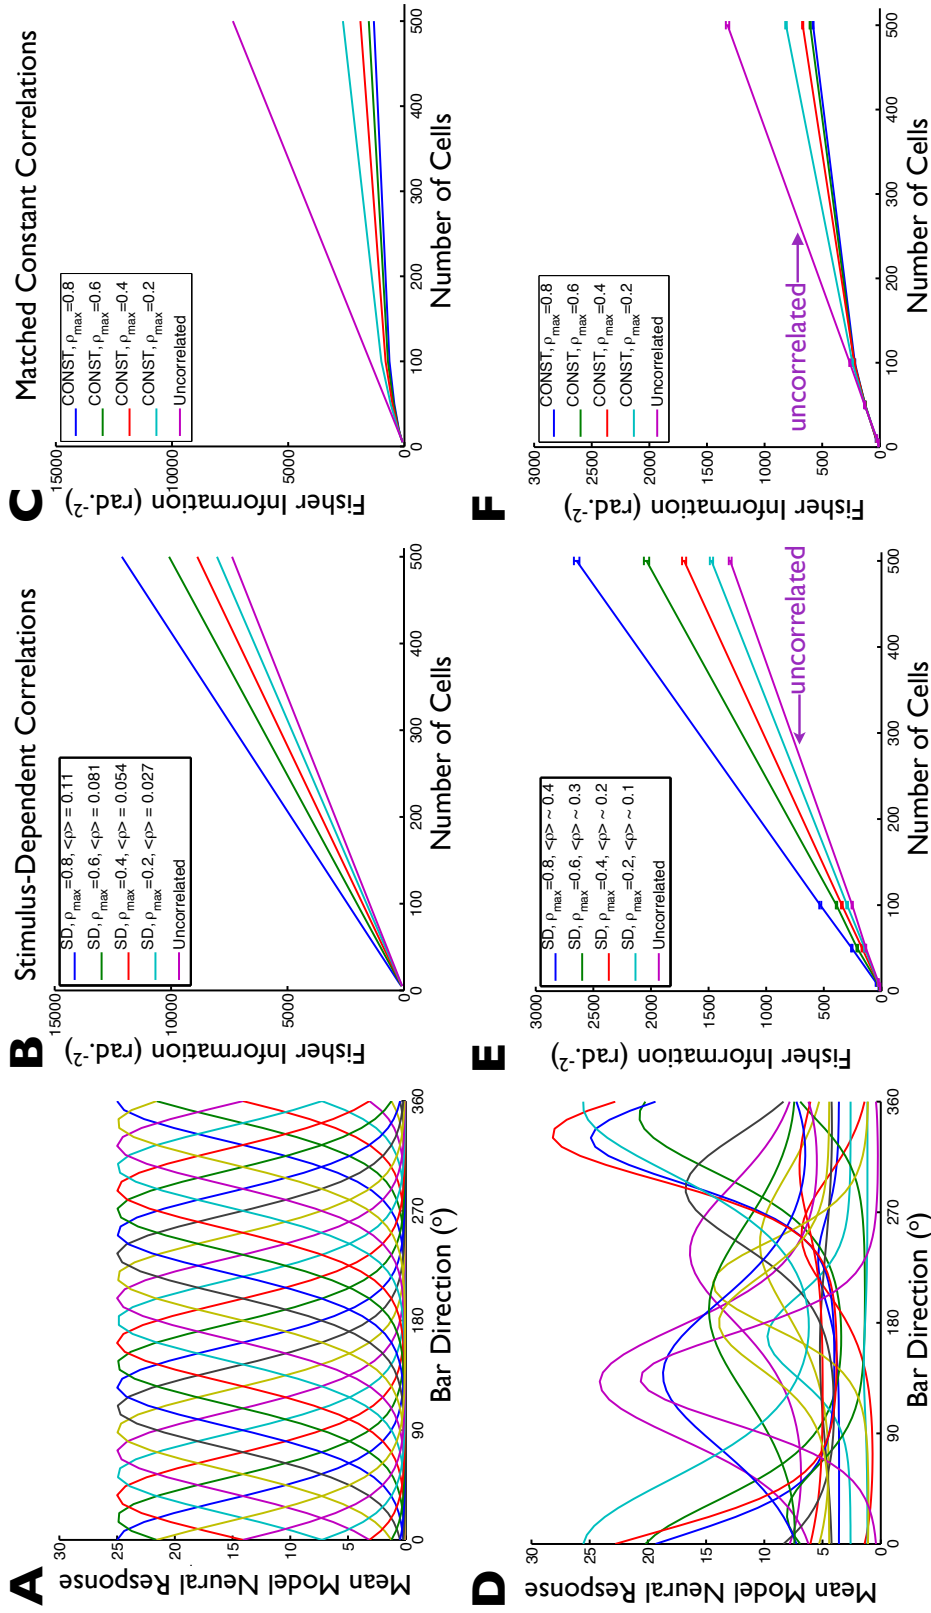 A
Mean Model Neural Response
30
25
20
15
10
5
0
0 90 180 270 360
Bar Direction (º)
B
Stimulus-Dependent Correlations
Fisher Information (rad.⁻²)
15000
10000
5000
0
SD, ρmax=0.8, <ρ> = 0.11
SD, ρmax=0.6, <ρ> = 0.081
SD, ρmax=0.4, <ρ> = 0.054
SD, ρmax=0.2, <ρ> = 0.027
Uncorrelated
0 100 200 300 400 500
Number of Cells
C
Matched Constant Correlations
Fisher Information (rad.⁻²)
15000
10000
5000
0
CONST, ρmax=0.8
CONST, ρmax=0.6
CONST, ρmax=0.4
CONST, ρmax=0.2
Uncorrelated
0 100 200 300 400 500
Number of Cells
D
Mean Model Neural Response
30
25
20
15
10
5
0
0 90 180 270 360
Bar Direction (º)
E
Fisher Information (rad.⁻²)
3000
2500
2000
1500
1000
500
0
SD, ρmax=0.8, <ρ> ~ 0.4
SD, ρmax=0.6, <ρ> ~ 0.3
SD, ρmax=0.4, <ρ> ~ 0.2
SD, ρmax=0.2, <ρ> ~ 0.1
Uncorrelated
uncorrelated
0 100 200 300 400 500
Number of Cells
F
Fisher Information (rad.⁻²)
3000
2500
2000
1500
1000
500
0
CONST, ρmax=0.8
CONST, ρmax=0.6
CONST, ρmax=0.4
CONST, ρmax=0.2
Uncorrelated
uncorrelated
0 100 200 300 400 500
Number of Cells